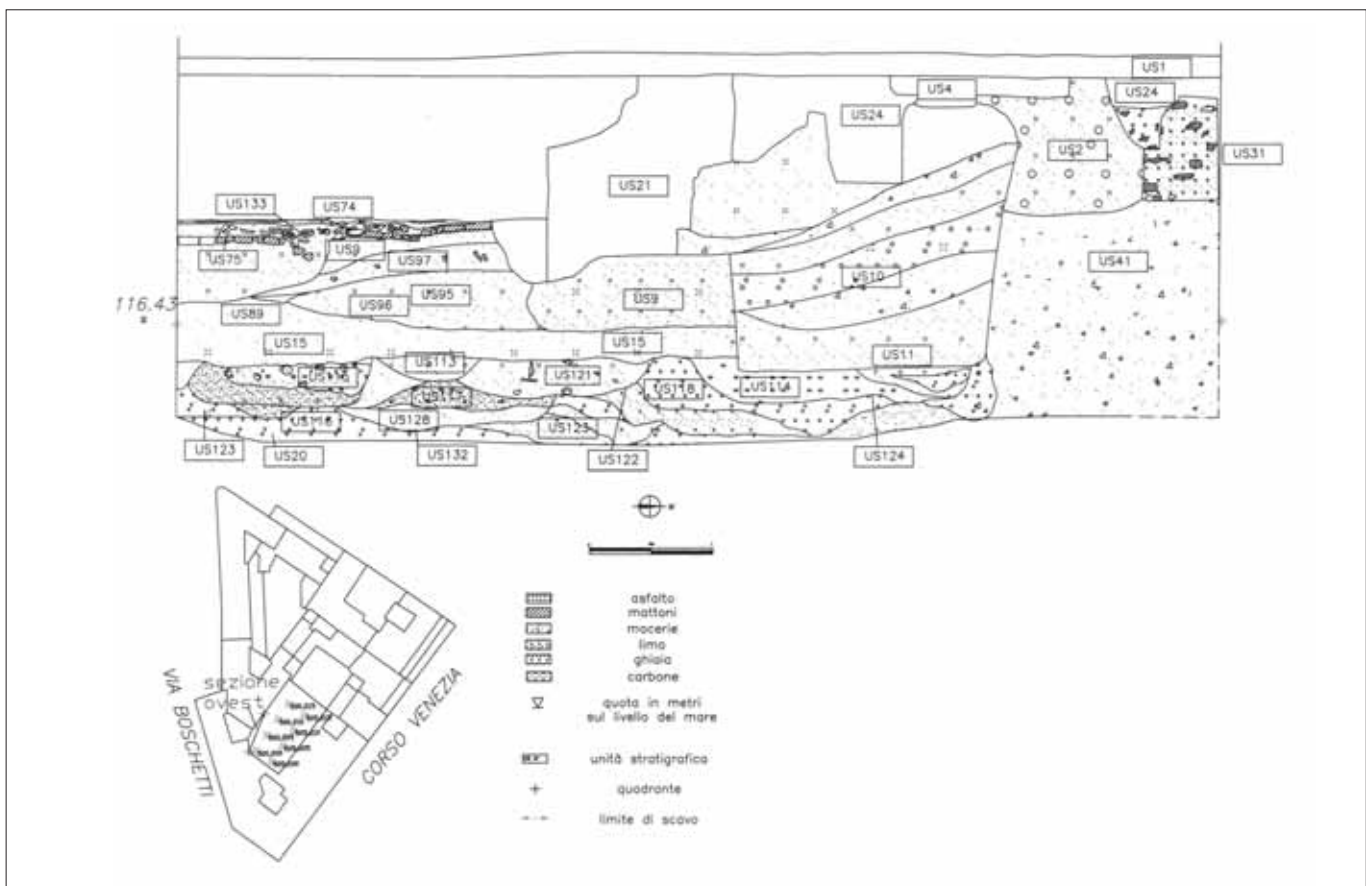 US1
US4
US24
US24
US2
US31
US21
US133
US74
US9
US97
US75
US41
US10
US95
US96
US9
116.43
US89
US15
US15
US11
US113
US121
US118
US114
US116
US128
US123
US123
US20
US132
US122
US124
sezione
ovest
VIA BOSCHETTI
CORSO VENEZIA
asfalto
mattoni
macerie
limo
ghiaia
carbone
quota in metri
sul livello del mare
unità stratigrafica
quadrante
limite di scavo